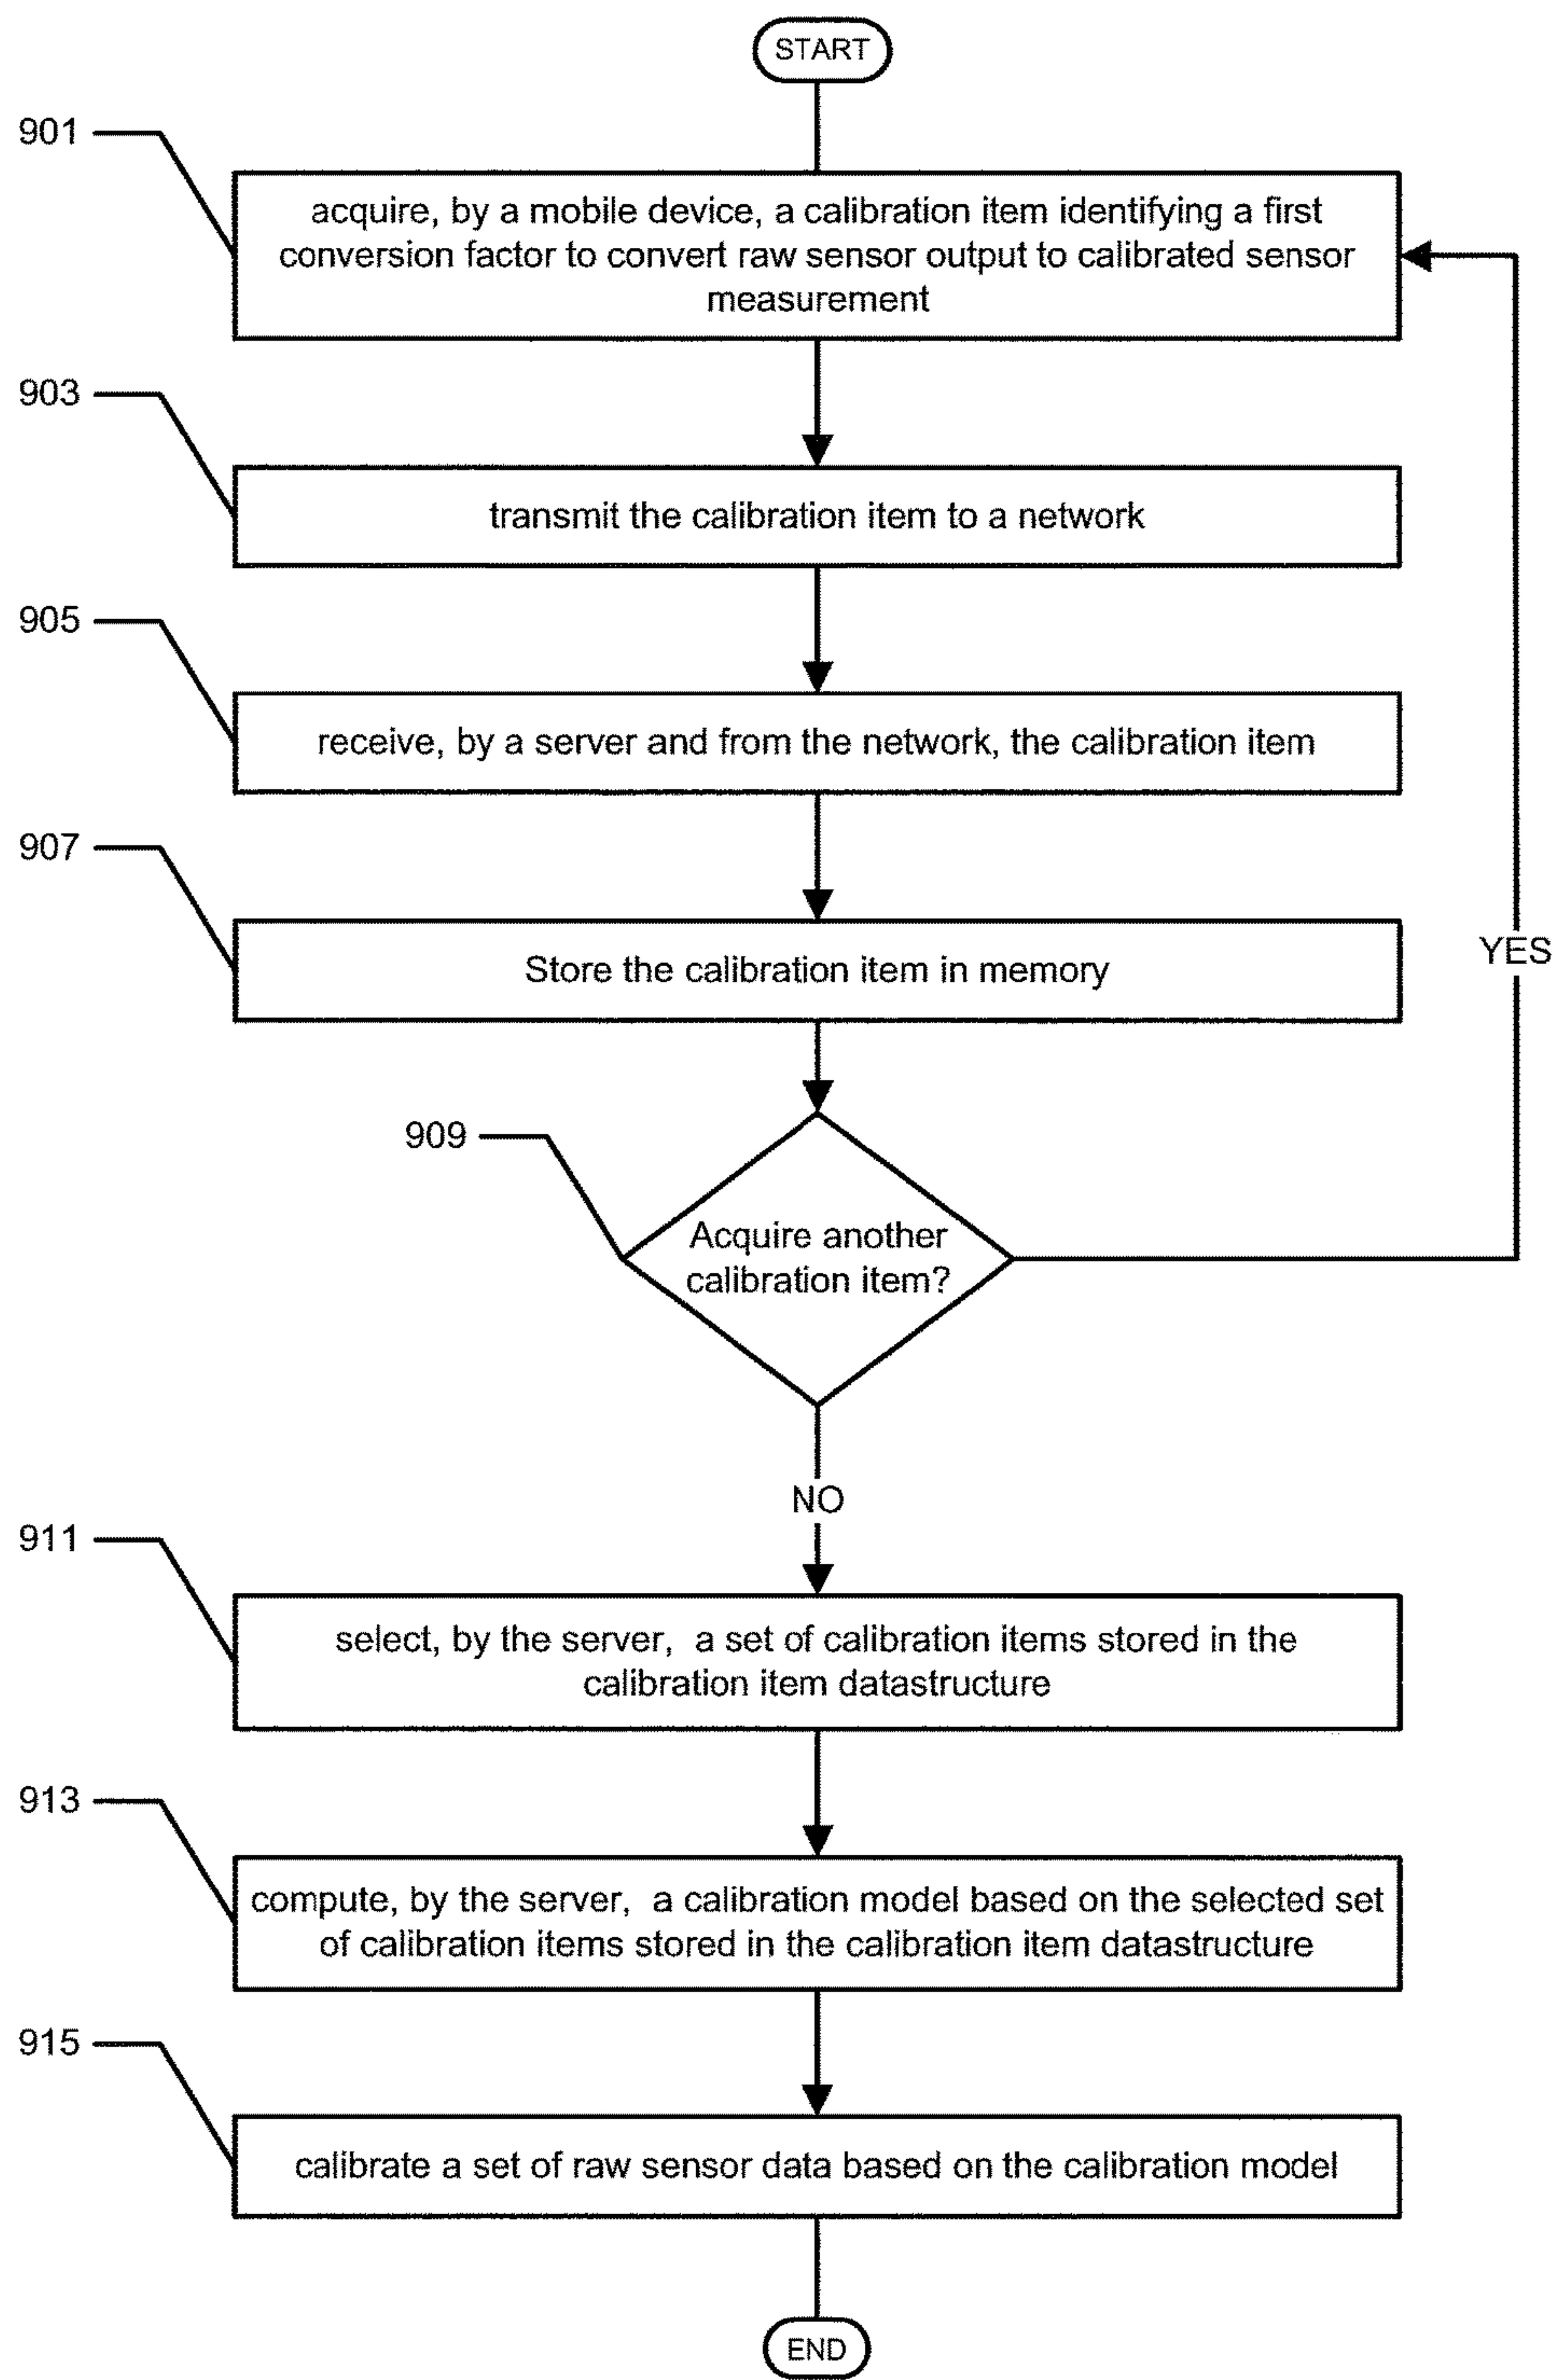 START
901
acquire, by a mobile device, a calibration item identifying a first
conversion factor to convert raw sensor output to calibrated sensor
measurement
903
transmit the calibration item to a network
905
receive, by a server and from the network, the calibration item
907
Store the calibration item in memory
YES
909
Acquire another
calibration item?
NO
911
select, by the server, a set of calibration items stored in the
calibration item datastructure
913
compute, by the server, a calibration model based on the selected set
of calibration items stored in the calibration item datastructure
915
calibrate a set of raw sensor data based on the calibration model
END